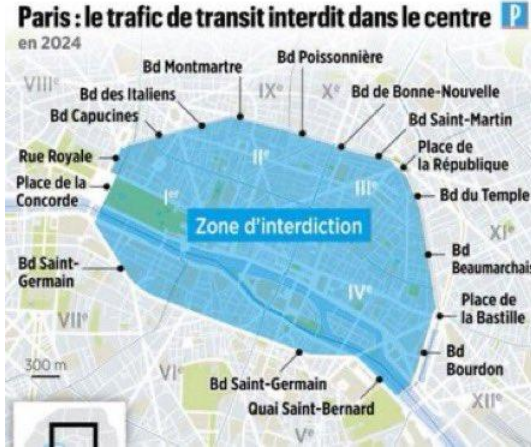 Paris : le trafic de transit interdit dans le centre P
en 2024
Bd Poissonnière
Bd Montmartre
VIIIe
IXe
Xe
Bd des Italiens
Bd de Bonne-Nouvelle
Bd Capucines
Bd Saint-Martin
Rue Royale
IIe
Place de
la République
Place de la
Concorde
Ier
IIIe
Bd du Temple
Zone d'interdiction
XIe
Bd
Beaumarchais
Bd Saint-
Germain
IVe
Place de
la Bastille
VIIe
300 m
VIe
Bd
Bourdon
Bd Saint-Germain
Quai Saint-Bernard
XIIe
Ve